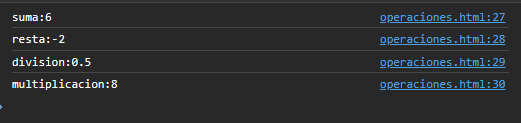 suma:6 operaciones.html:27
resta:-2 operaciones.html:28
division:0.5 operaciones.html:29
multiplicacion:8 operaciones.html:30